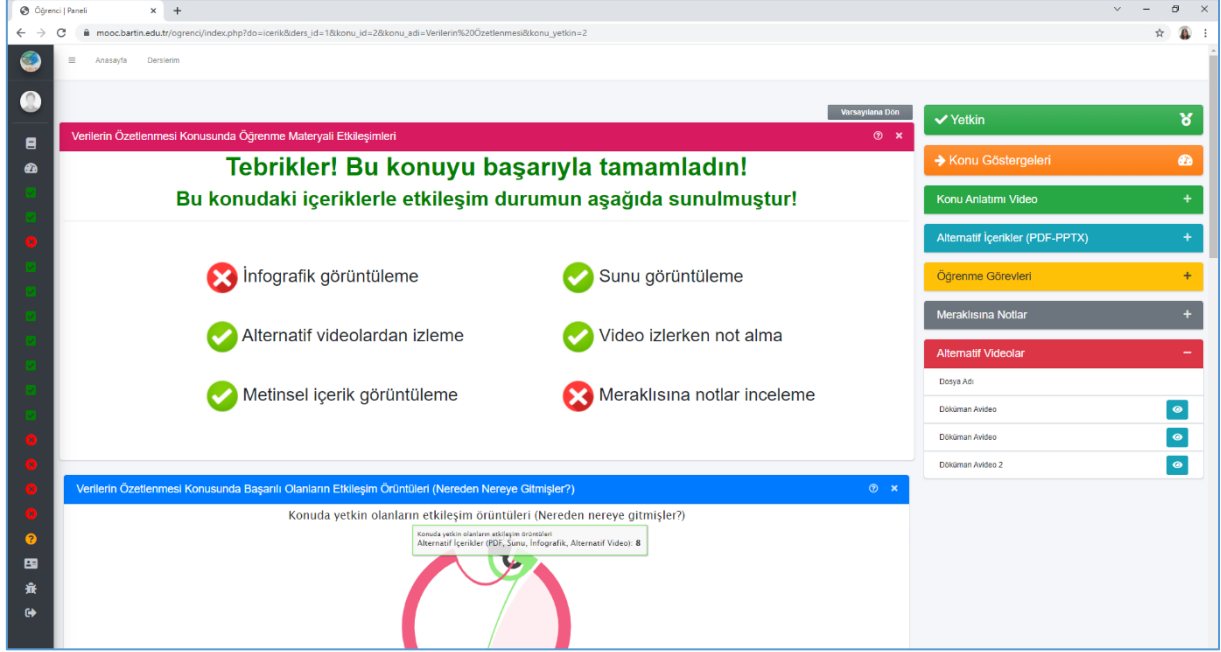 Öğrenci | Paneli
mooc.bartin.edu.tr/ogrenci/index.php?do=icerik&ders_id=1&konu_id=2&konu_adi=Verilerin%20Özetlenmesi&konu_yetkin=2
Anasayfa Derslerim
Varsayılana Dön
Verilerin Özetlenmesi Konusunda Öğrenme Materyali Etkileşimleri
Tebrikler! Bu konuyu başarıyla tamamladın!
Bu konudaki içeriklerle etkileşim durumun aşağıda sunulmuştur!
İnfografik görüntüleme
Sunu görüntüleme
Alternatif videolardan izleme
Video izlerken not alma
Metinsel içerik görüntüleme
Meraklısına notlar inceleme
Verilerin Özetlenmesi Konusunda Başarılı Olanların Etkileşim Örüntüleri (Nereden Nereye Gitmişler?)
Konuda yetkin olanların etkileşim örüntüleri (Nereden nereye gitmişler?)
Konuda yetkin olanların etkileşim örüntüleri
Alternatif İçerikler (PDF, Sunu, İnfografik, Alternatif Video): 8
Yetkin
Konu Göstergeleri
Konu Anlatımı Video
Alternatif İçerikler (PDF-PPTX)
Öğrenme Görevleri
Meraklısına Notlar
Alternatif Videolar
Dosya Adı
Döküman Avideo
Döküman Avideo
Döküman Avideo 2